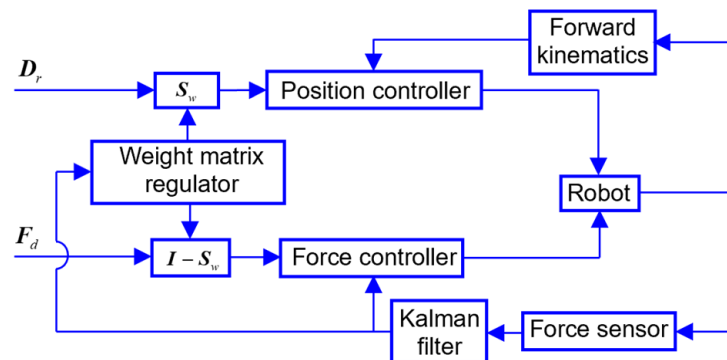 Forward
kinematics
D_r
S_w
Position controller
Weight matrix
regulator
Robot
F_d
I – S_w
Force controller
Kalman
filter
Force sensor